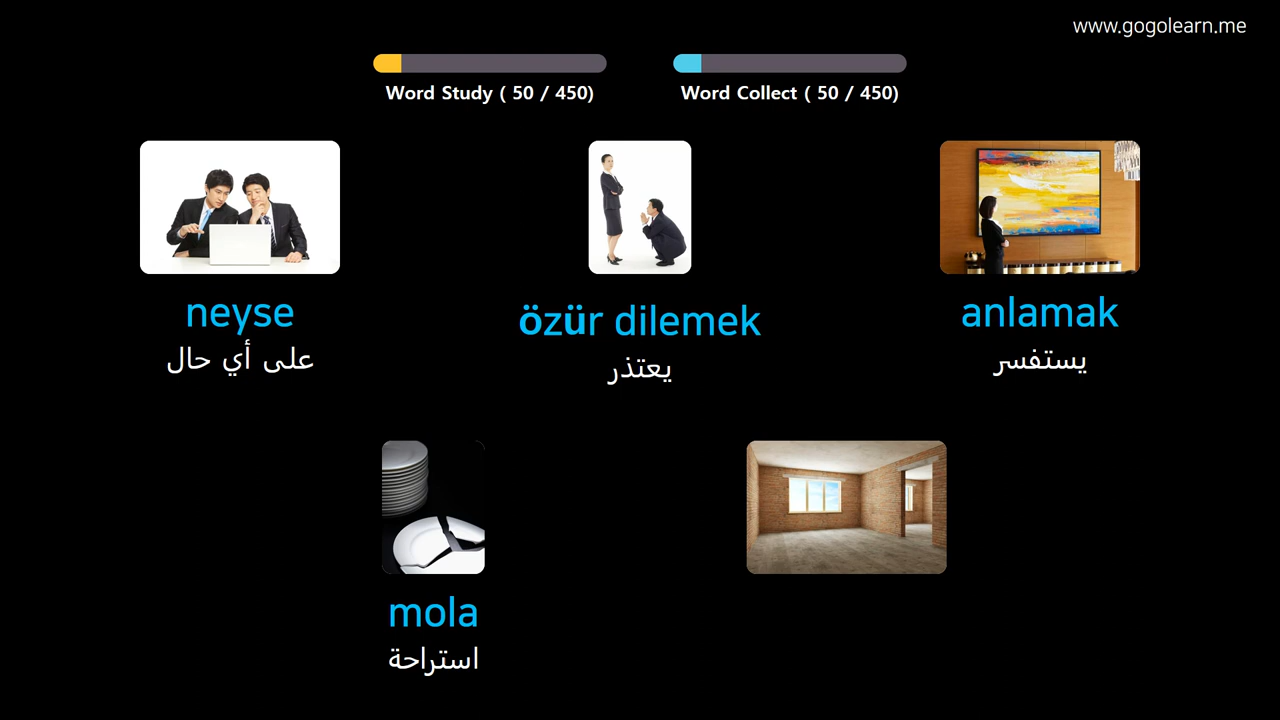 www.gogolearn.me
Word Study ( 50 / 450)
Word Collect ( 50 / 450)
neyse
على أي حال
özür dilemek
يعتذر
anlamak
يستفسر
mola
استراحة